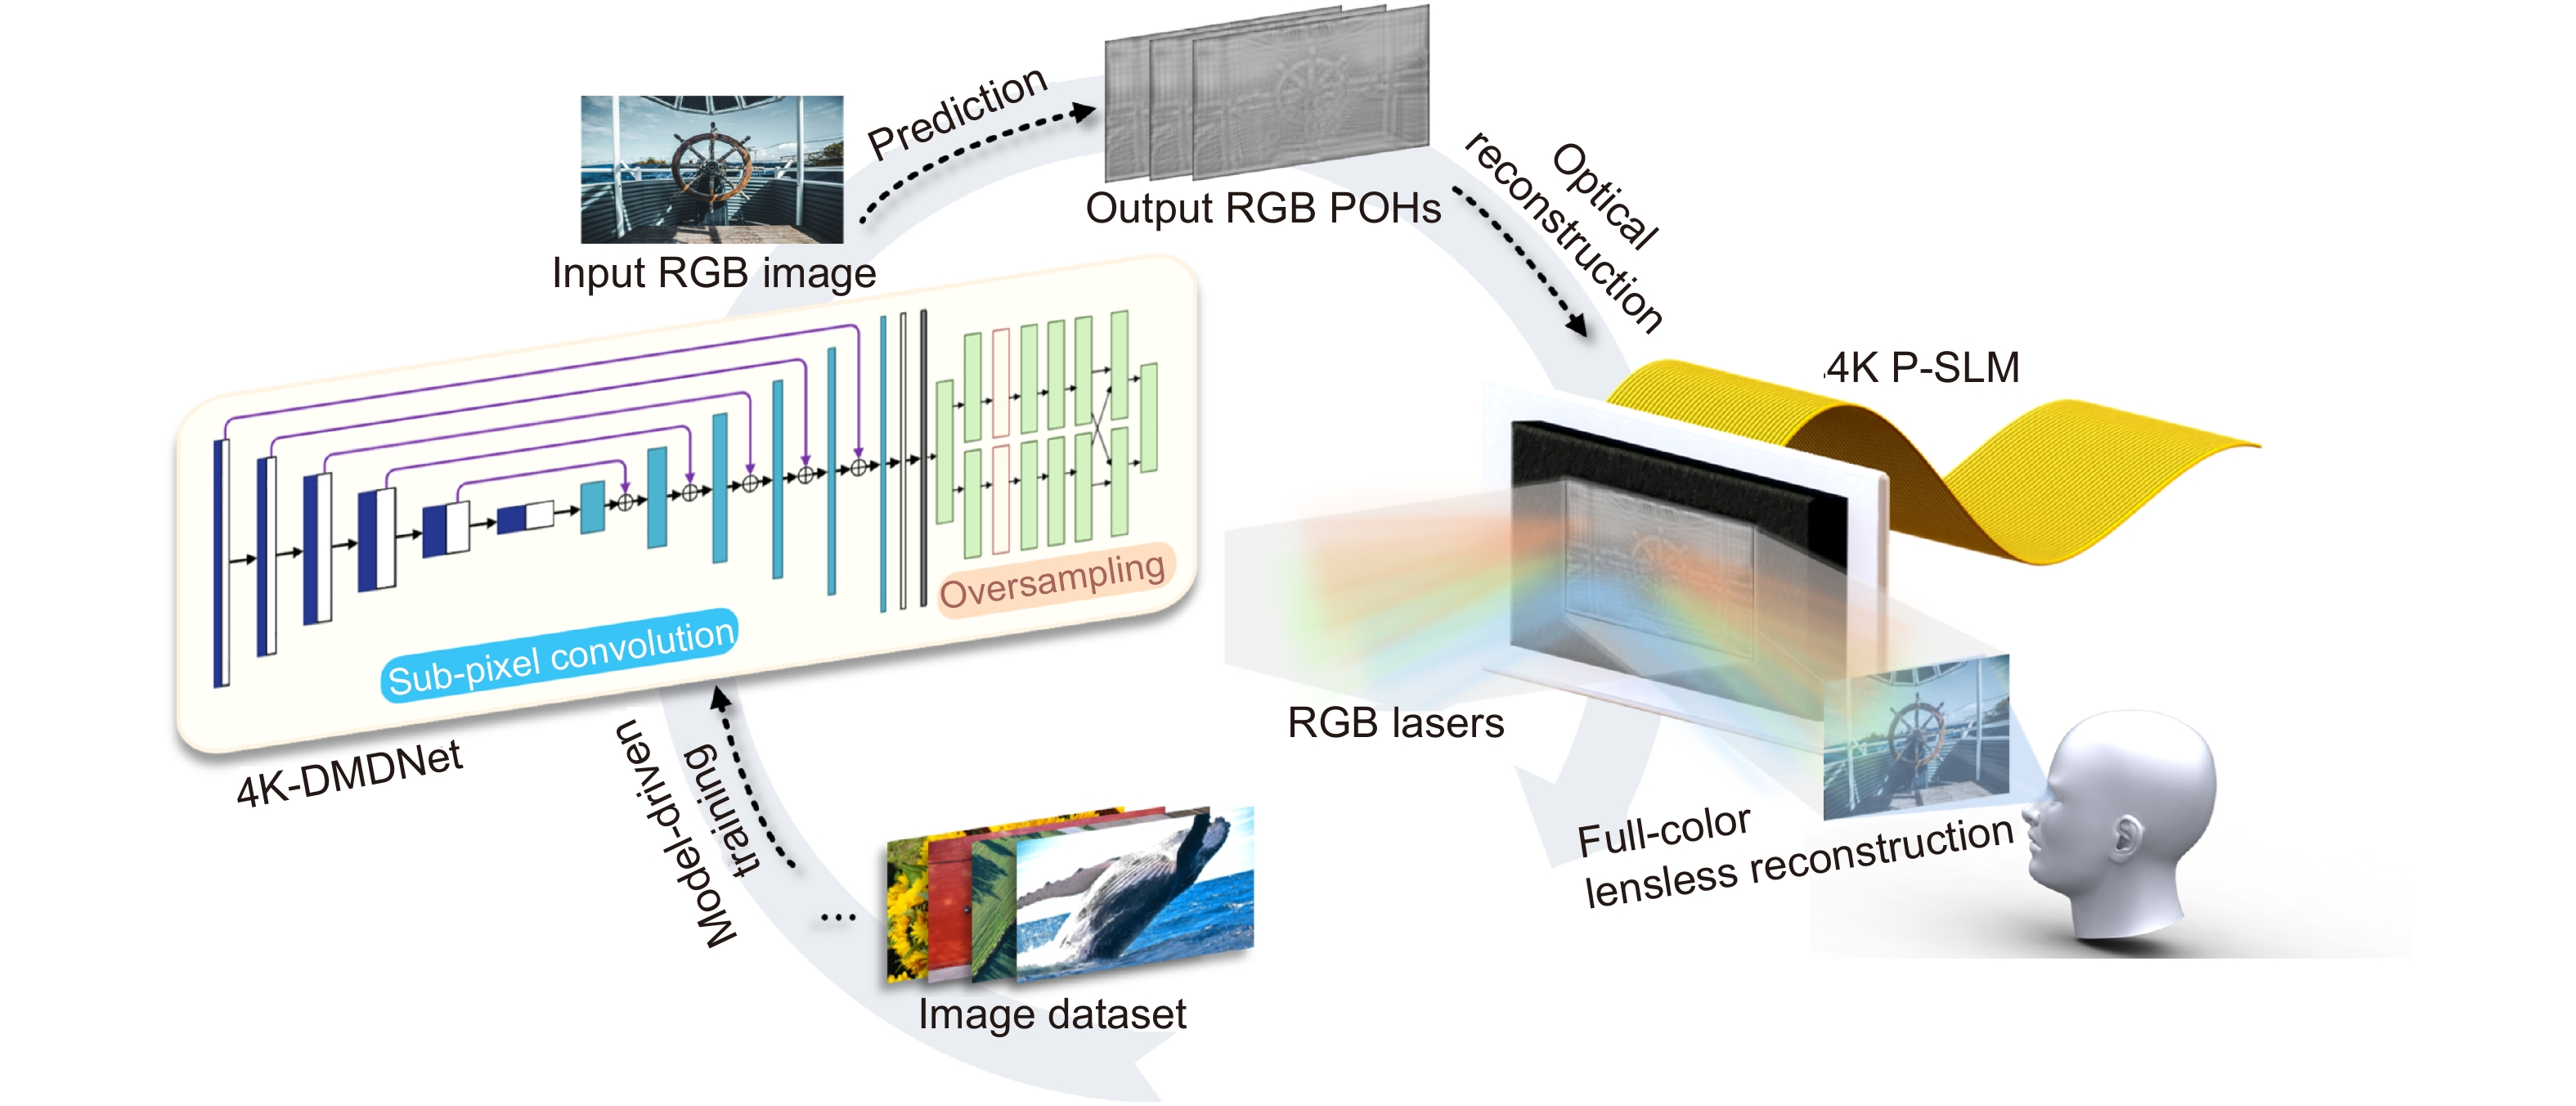 Prediction
Output RGB POHs
Input RGB image
Optical
reconstruction
4K P-SLM
Oversampling
Sub-pixel convolution
4K-DMDNet
Model-driven
training
RGB lasers
Full-color
lensless reconstruction
...
Image dataset